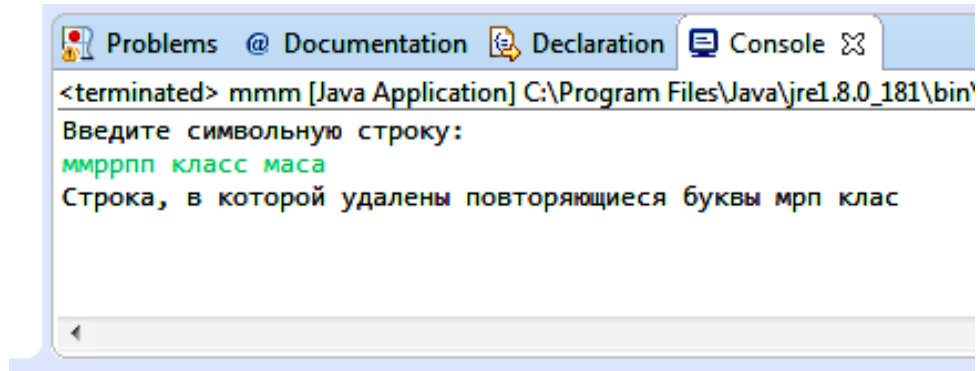 Problems @ Documentation Declaration Console
<terminated> mmm [Java Application] C:\Program Files\Java\jre1.8.0_181\bin\
Введите символьную строку:
ммррпп класс маса
Строка, в которой удалены повторяющиеся буквы мрп клас